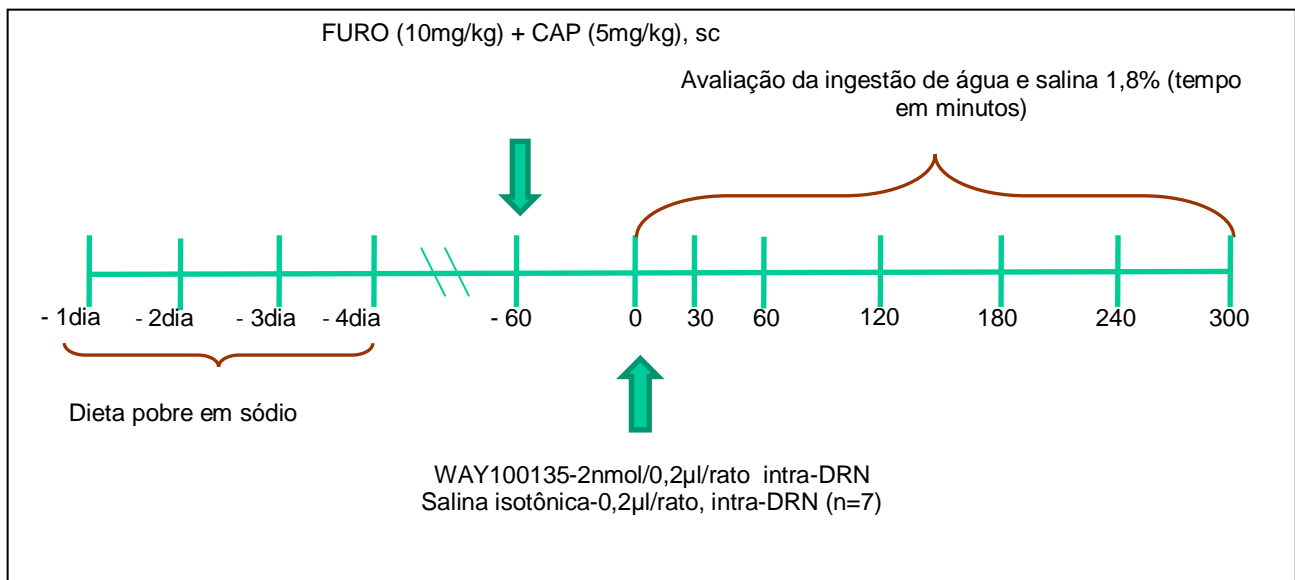 FURO (10mg/kg) + CAP (5mg/kg), sc
Avaliação da ingestão de água e salina 1,8% (tempo
em minutos)
- 1dia - 2dia - 3dia - 4dia - 60 0 30 60 120 180 240 300
Dieta pobre em sódio
WAY100135-2nmol/0,2µl/rato intra-DRN
Salina isotônica-0,2µl/rato, intra-DRN (n=7)